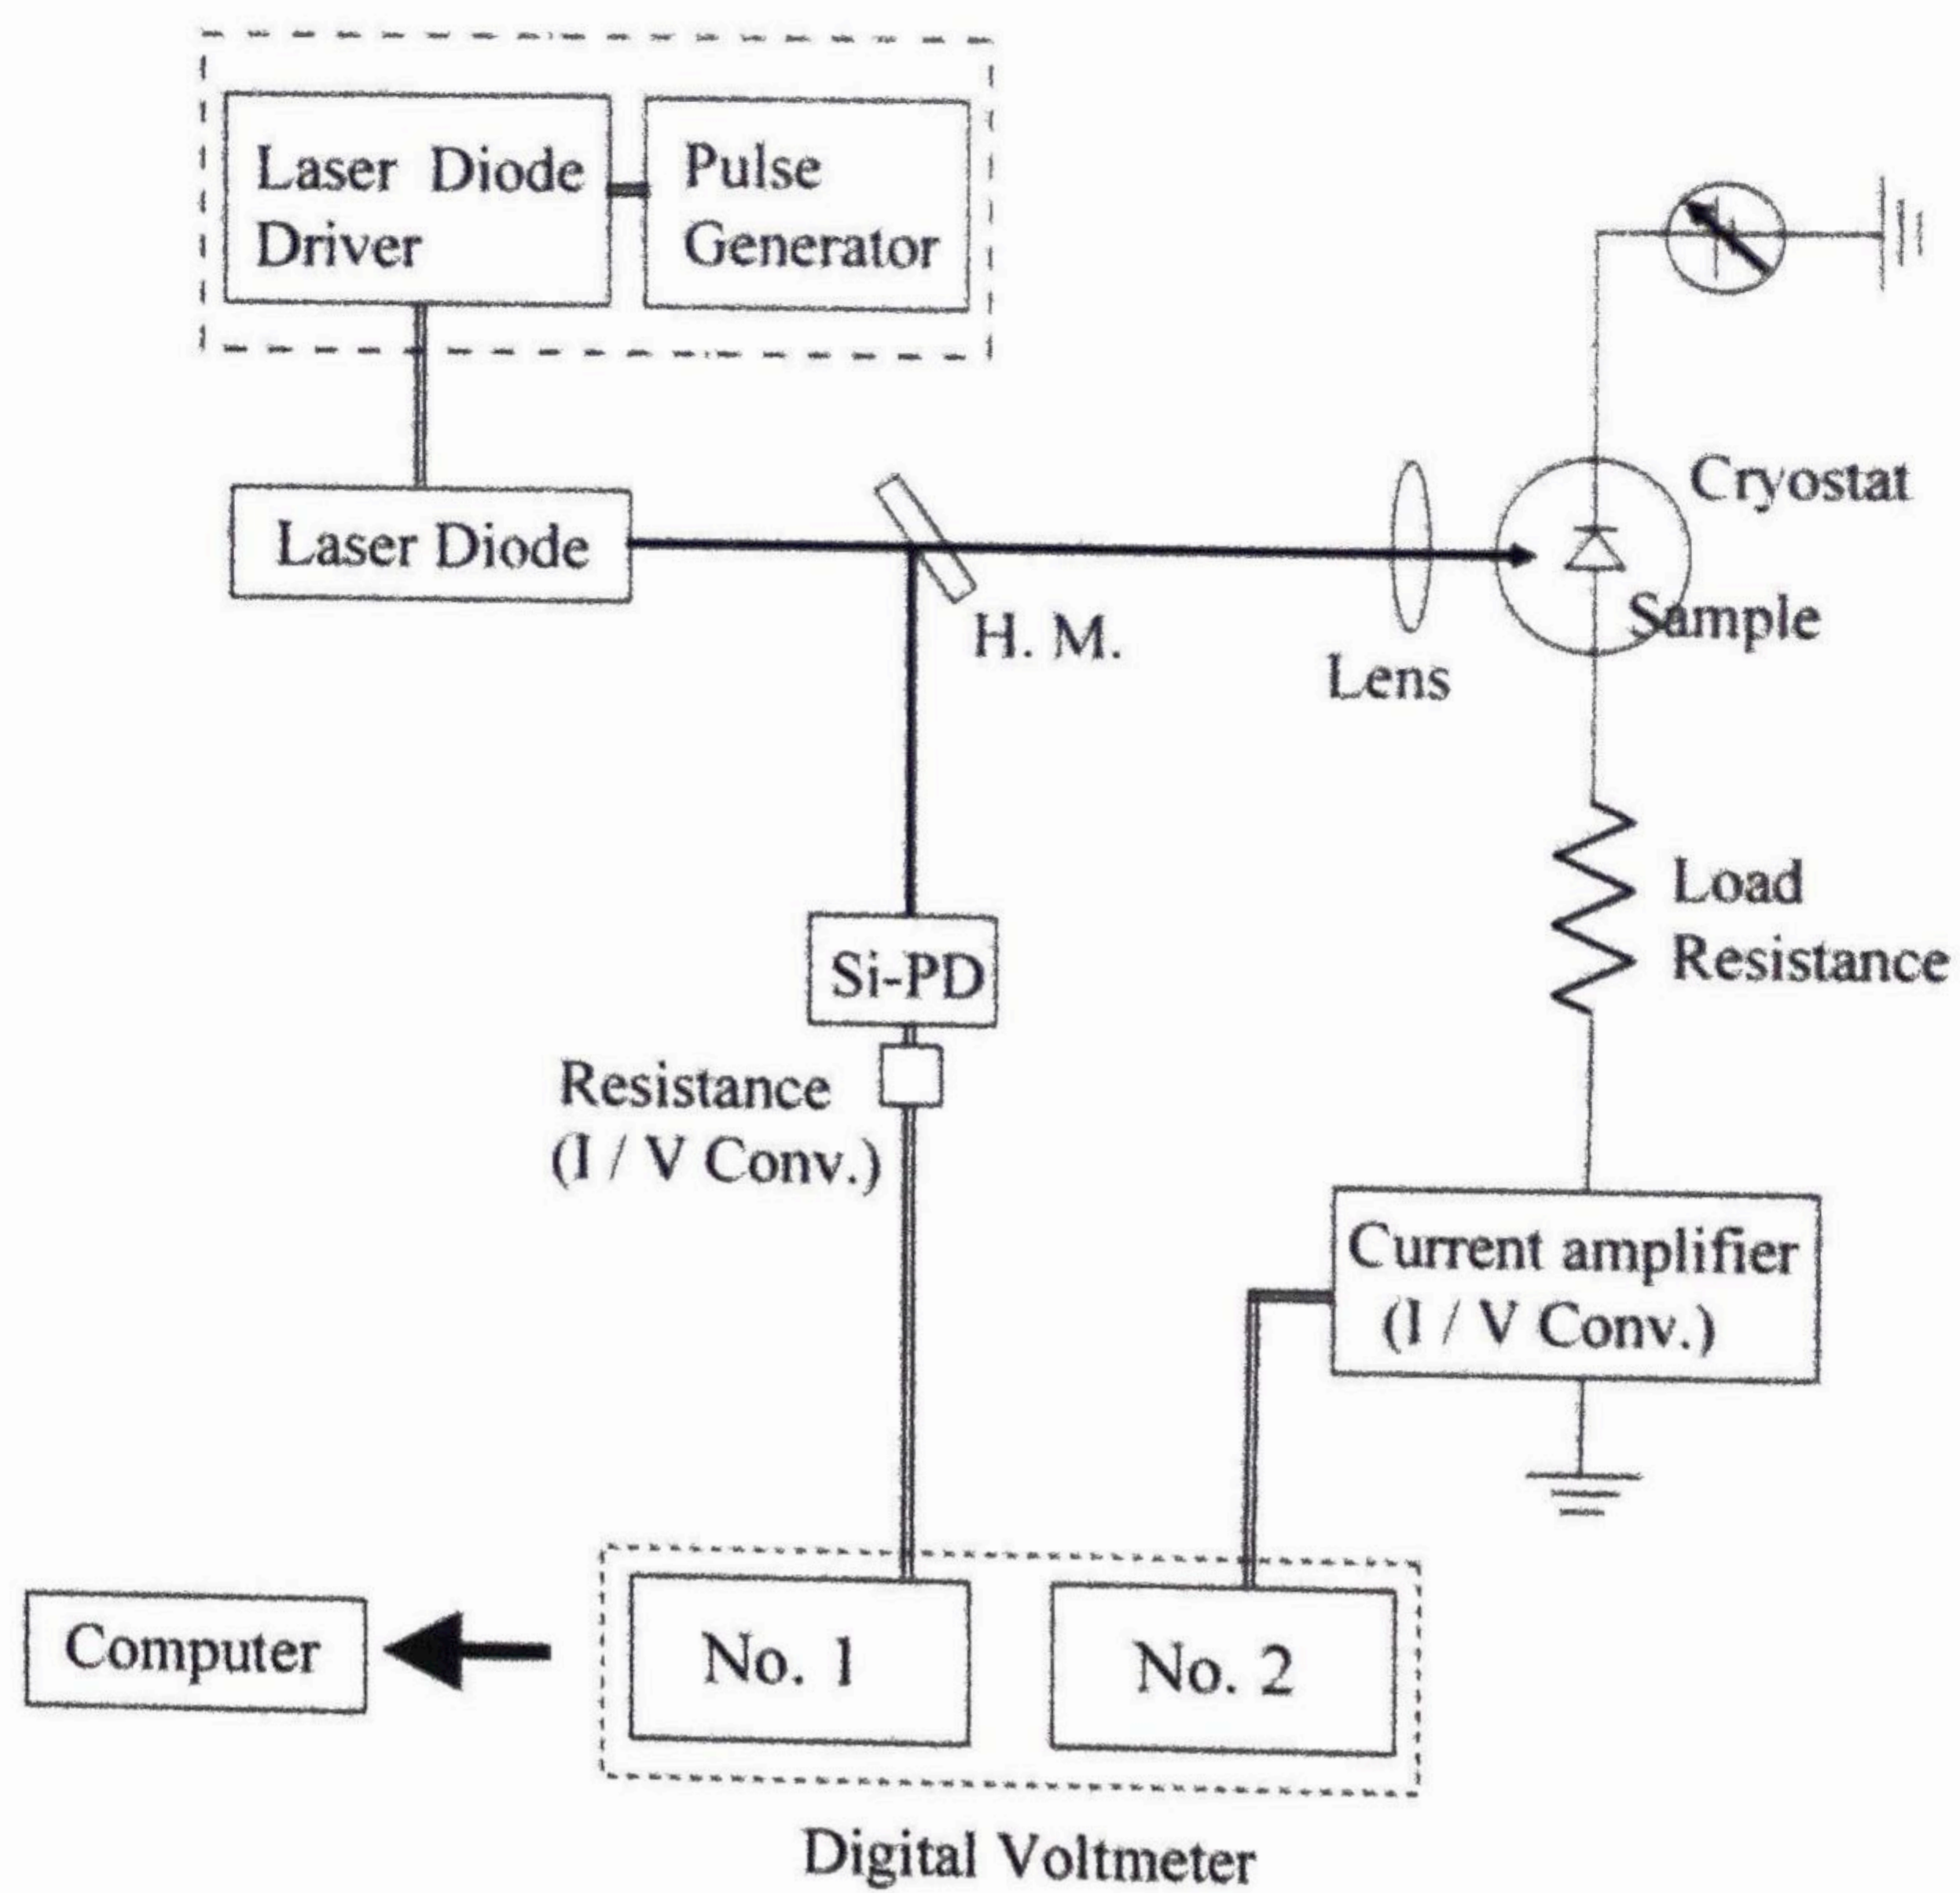 Laser Diode
Driver
Pulse
Generator
Laser Diode
H. M.
Lens
Cryostat
Sample
Load
Resistance
Si-PD
Resistance
(I / V Conv.)
Current amplifier
(I / V Conv.)
Computer
No. 1
No. 2
Digital Voltmeter